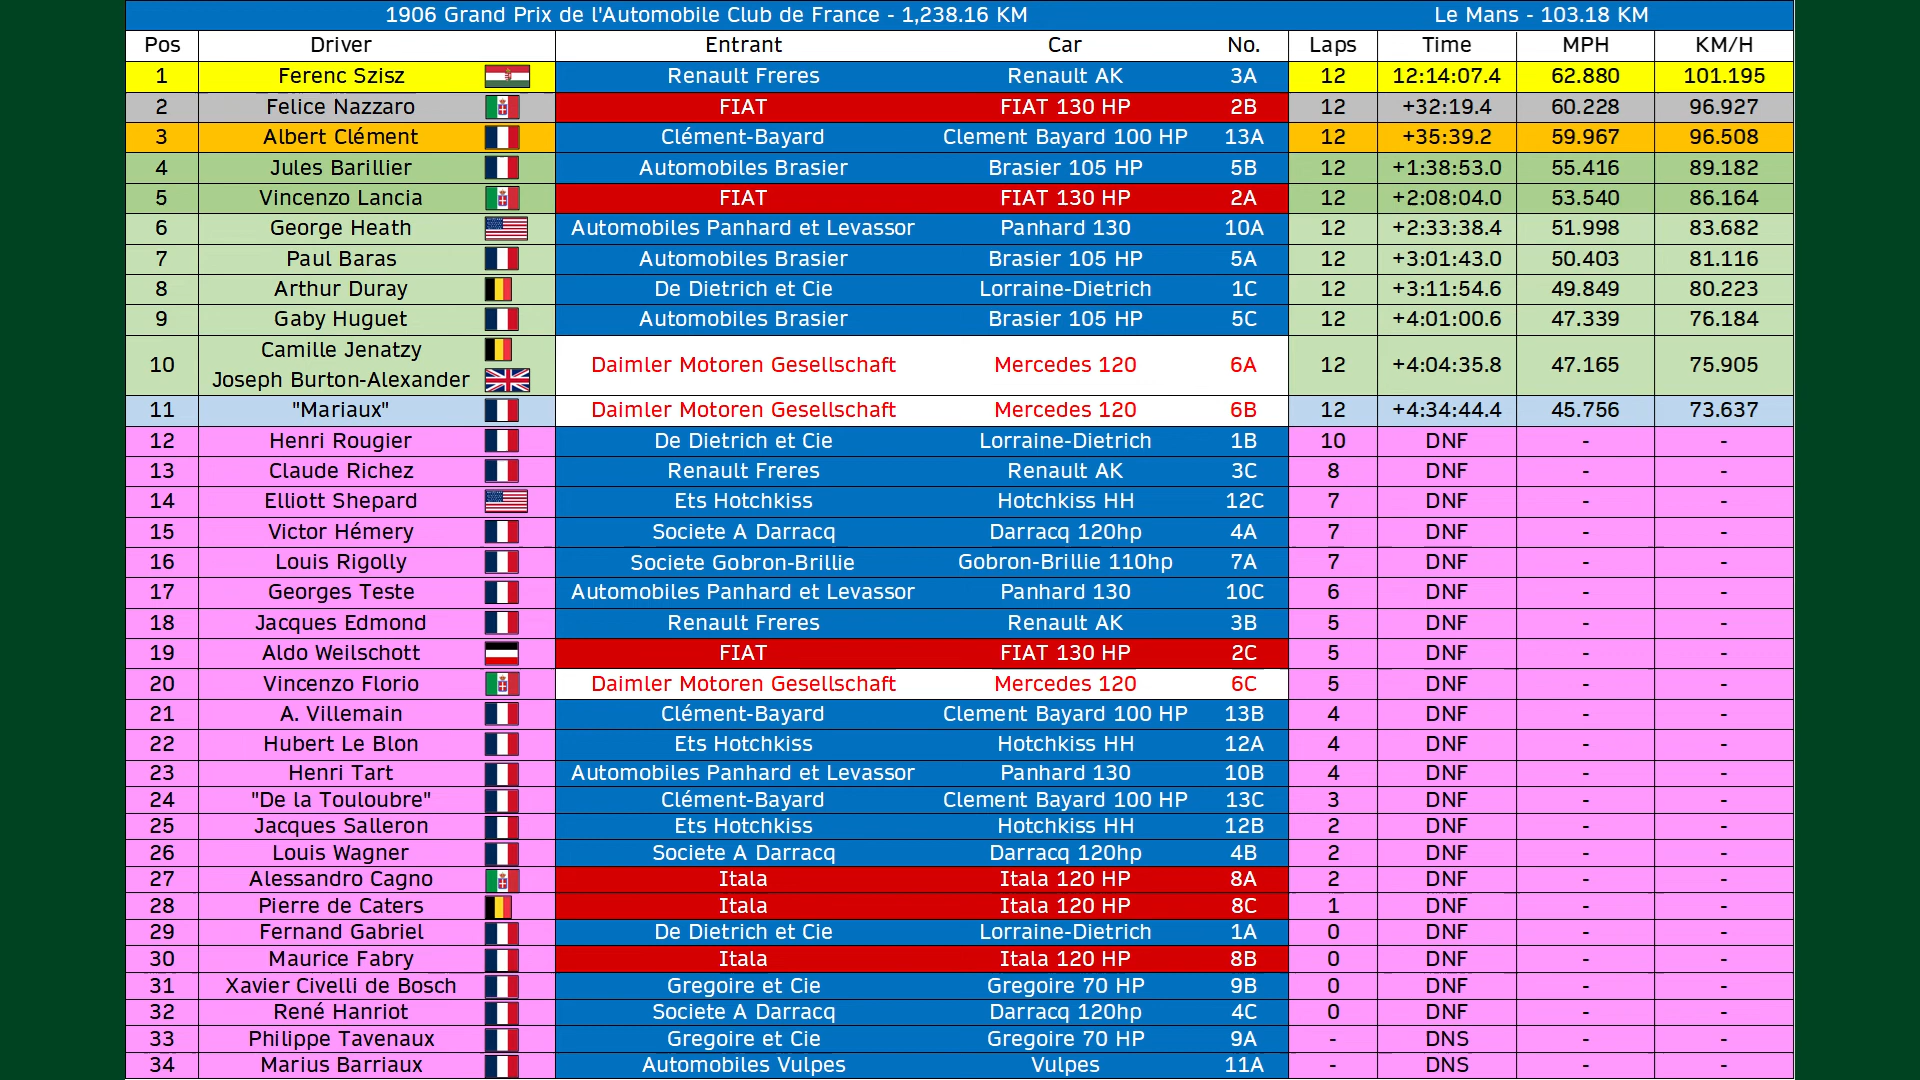 1906 Grand Prix de l'Automobile Club de France - 1,238.16 KM Le Mans - 103.18 KM
Pos Driver Entrant Car No. Laps Time MPH KM/H
1 Ferenc Szisz Renault Freres Renault AK 3A 12 12:14:07.4 62.880 101.195
2 Felice Nazzaro FIAT FIAT 130 HP 2B 12 +32:19.4 60.228 96.927
3 Albert Clément Clément-Bayard Clement Bayard 100 HP 13A 12 +35:39.2 59.967 96.508
4 Jules Barillier Automobiles Brasier Brasier 105 HP 5B 12 +1:38:53.0 55.416 89.182
5 Vincenzo Lancia FIAT FIAT 130 HP 2A 12 +2:08:04.0 53.540 86.164
6 George Heath Automobiles Panhard et Levassor Panhard 130 10A 12 +2:33:38.4 51.998 83.682
7 Paul Baras Automobiles Brasier Brasier 105 HP 5A 12 +3:01:43.0 50.403 81.116
8 Arthur Duray De Dietrich et Cie Lorraine-Dietrich 1C 12 +3:11:54.6 49.849 80.223
9 Gaby Huguet Automobiles Brasier Brasier 105 HP 5C 12 +4:01:00.6 47.339 76.184
Camille Jenatzy
10 Daimler Motoren Gesellschaft Mercedes 120 6A 12 +4:04:35.8 47.165 75.905
Joseph Burton-Alexander
11 "Mariaux" Daimler Motoren Gesellschaft Mercedes 120 6B 12 +4:34:44.4 45.756 73.637
12 Henri Rougier De Dietrich et Cie Lorraine-Dietrich 1B 10 DNF - -
13 Claude Richez Renault Freres Renault AK 3C 8 DNF - -
14 Elliott Shepard Ets Hotchkiss Hotchkiss HH 12C 7 DNF - -
15 Victor Hémery Societe A Darracq Darracq 120hp 4A 7 DNF - -
16 Louis Rigolly Societe Gobron-Brillie Gobron-Brillie 110hp 7A 7 DNF - -
17 Georges Teste Automobiles Panhard et Levassor Panhard 130 10C 6 DNF - -
18 Jacques Edmond Renault Freres Renault AK 3B 5 DNF - -
19 Aldo Weilschott FIAT FIAT 130 HP 2C 5 DNF - -
20 Vincenzo Florio Daimler Motoren Gesellschaft Mercedes 120 6C 5 DNF - -
21 A. Villemain Clément-Bayard Clement Bayard 100 HP 13B 4 DNF - -
22 Hubert Le Blon Ets Hotchkiss Hotchkiss HH 12A 4 DNF - -
23 Henri Tart Automobiles Panhard et Levassor Panhard 130 10B 4 DNF - -
24 "De la Touloubre" Clément-Bayard Clement Bayard 100 HP 13C 3 DNF - -
25 Jacques Salleron Ets Hotchkiss Hotchkiss HH 12B 2 DNF - -
26 Louis Wagner Societe A Darracq Darracq 120hp 4B 2 DNF - -
27 Alessandro Cagno Itala Itala 120 HP 8A 2 DNF - -
28 Pierre de Caters Itala Itala 120 HP 8C 1 DNF - -
29 Fernand Gabriel De Dietrich et Cie Lorraine-Dietrich 1A 0 DNF - -
30 Maurice Fabry Itala Itala 120 HP 8B 0 DNF - -
31 Xavier Civelli de Bosch Gregoire et Cie Gregoire 70 HP 9B 0 DNF - -
32 René Hanriot Societe A Darracq Darracq 120hp 4C 0 DNF - -
33 Philippe Tavenaux Gregoire et Cie Gregoire 70 HP 9A - DNS - -
34 Marius Barriaux Automobiles Vulpes Vulpes 11A - DNS - -